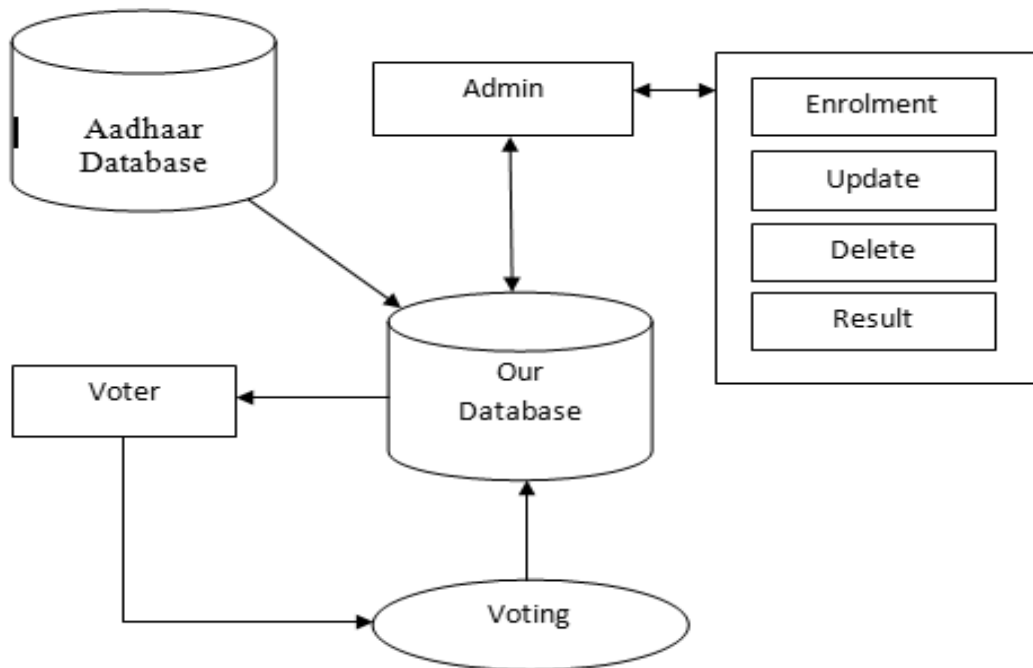 Aadhaar
Database
Admin
Enrolment
Update
Delete
Result
Our
Database
Voter
Voting